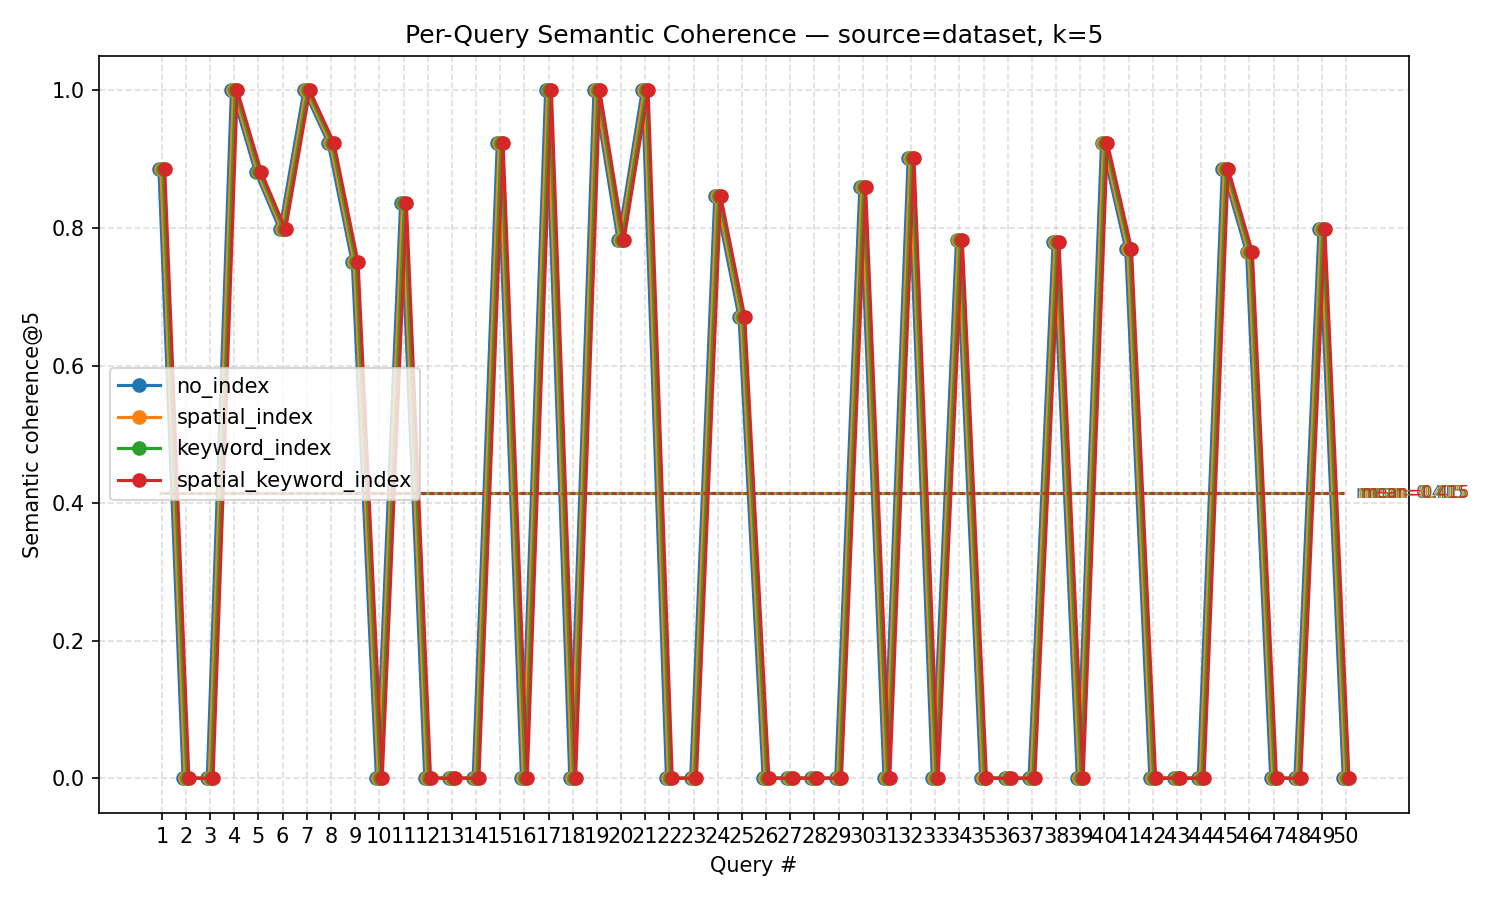 Per-Query Semantic Coherence — source=dataset, k=5
Semantic coherence@5
1.0
0.8
0.6
0.4
0.2
0.0
no_index
spatial_index
keyword_index
spatial_keyword_index
mean=0.415
1 2 3 4 5 6 7 8 9 10 11 12 13 14 15 16 17 18 19 20 21 22 23 24 25 26 27 28 29 30 31 32 33 34 35 36 37 38 39 40 41 42 43 44 45 46 47 48 49 50
Query #